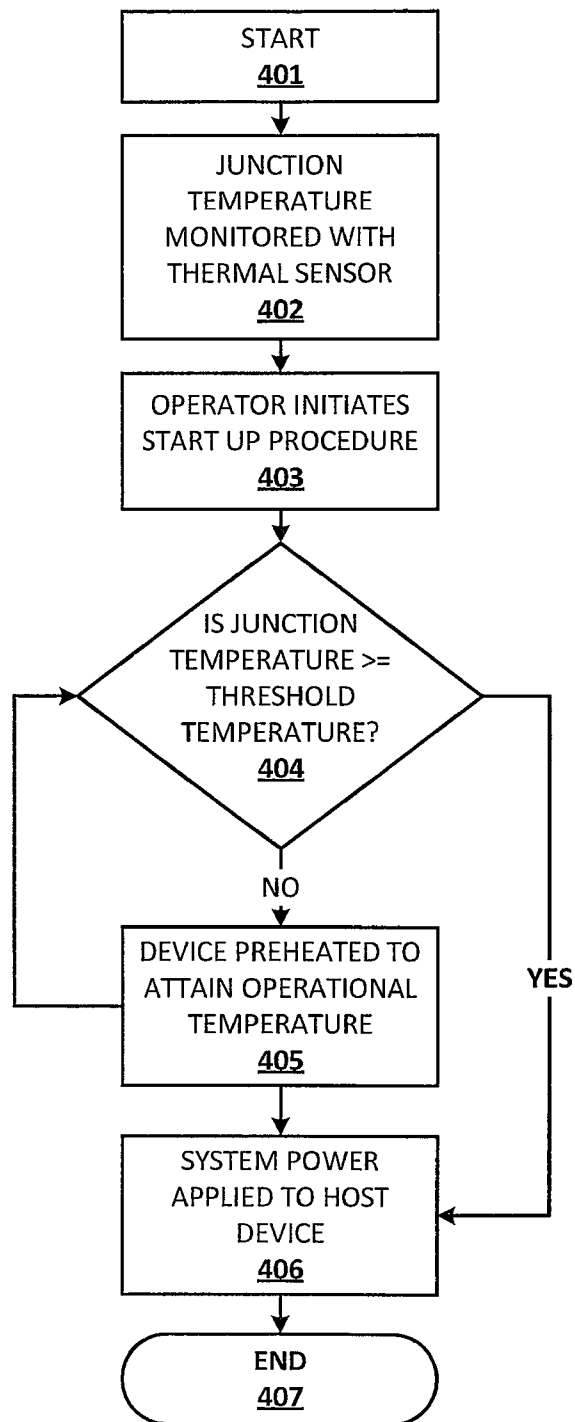 START
401
JUNCTION
TEMPERATURE
MONITORED WITH
THERMAL SENSOR
402
OPERATOR INITIATES
START UP PROCEDURE
403
IS JUNCTION
TEMPERATURE >=
THRESHOLD
TEMPERATURE?
404
NO
DEVICE PREHEATED TO
ATTAIN OPERATIONAL
TEMPERATURE
405
YES
SYSTEM POWER
APPLIED TO HOST
DEVICE
406
END
407